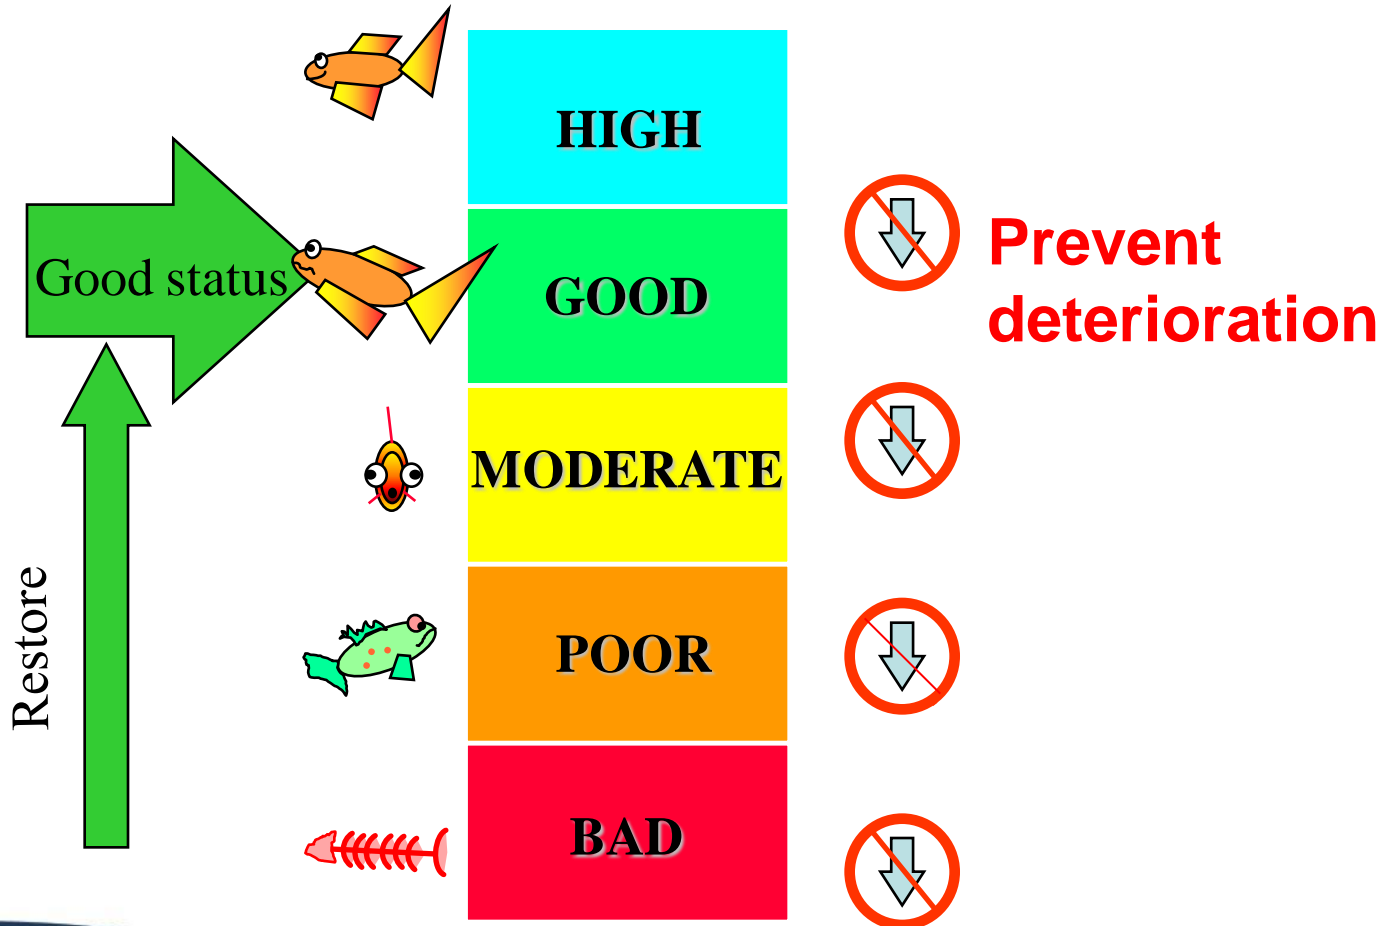 HIGH
Good status
GOOD
Prevent
deterioration
MODERATE
Restore
POOR
BAD